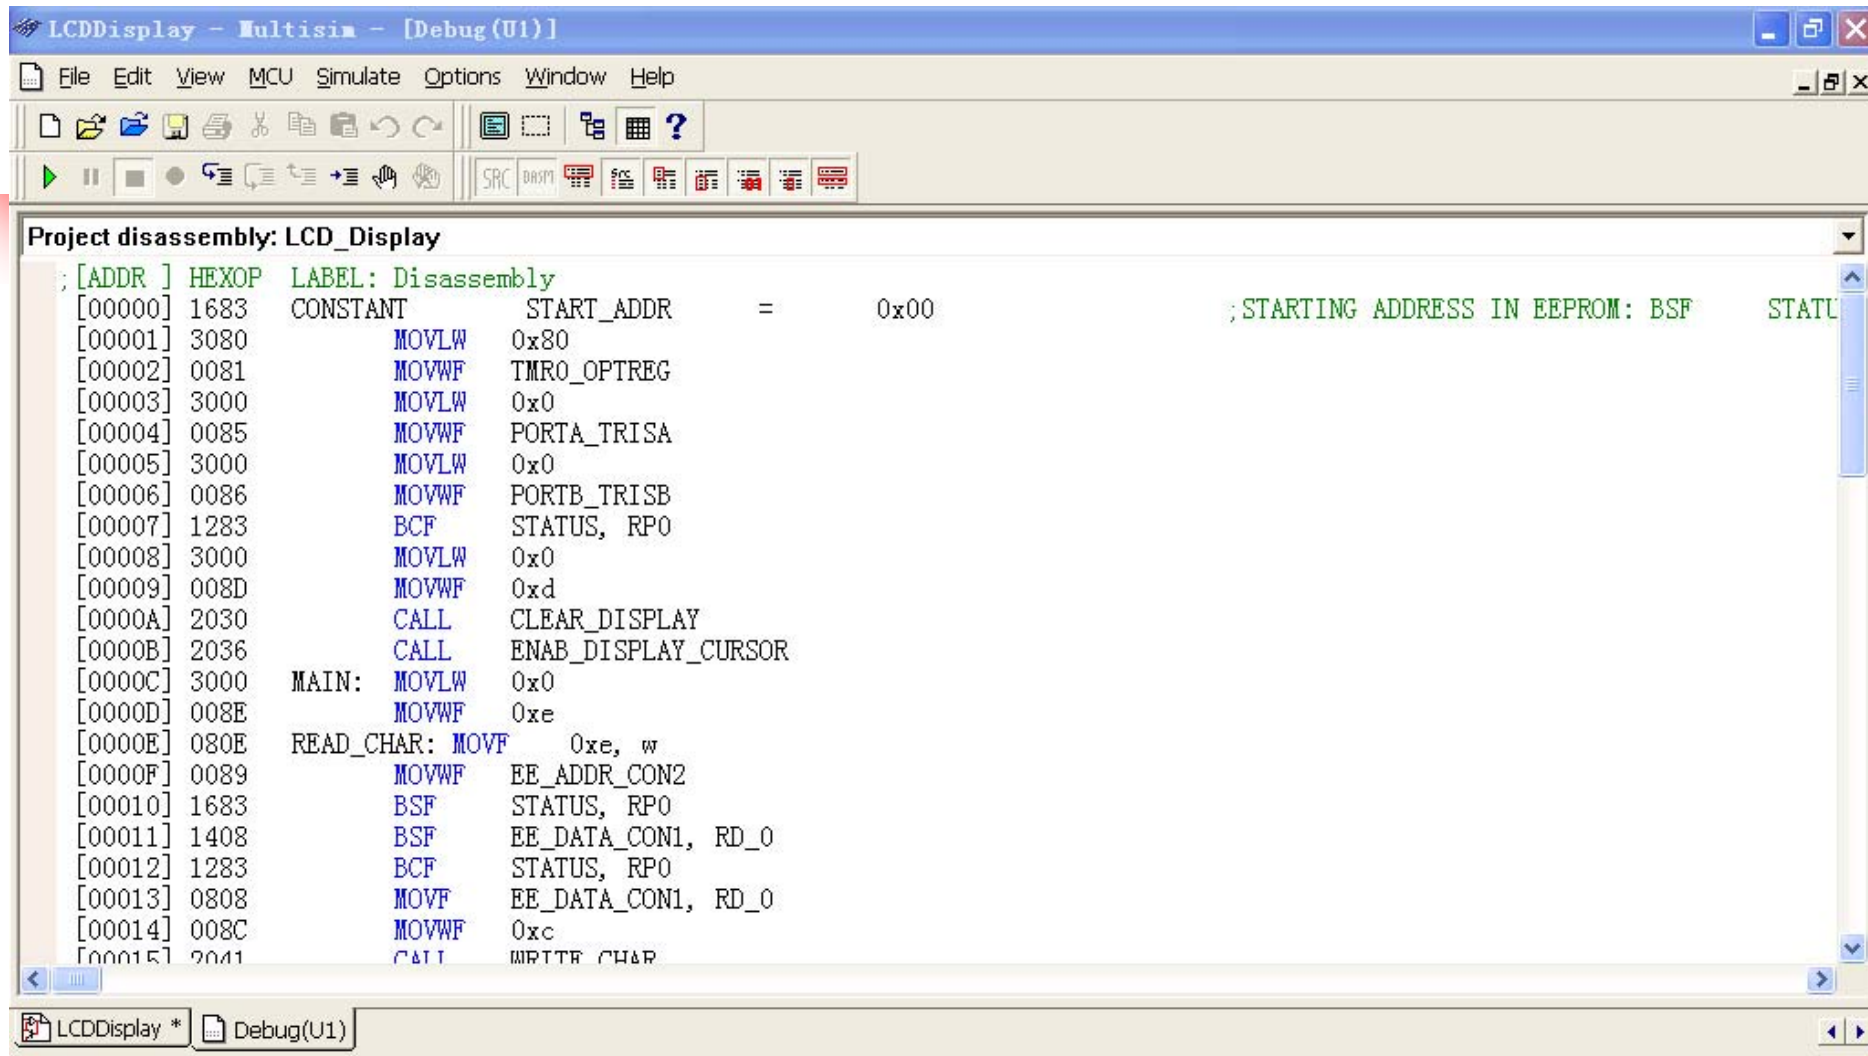 LCDDisplay - Multisim - [Debug(U1)]
File Edit View MCU Simulate Options Window Help
SRC DASM
Project disassembly: LCD_Display
;[ADDR ] HEXOP LABEL: Disassembly
[00000] 1683 CONSTANT START_ADDR = 0x00 ;STARTING ADDRESS IN EEPROM: BSF STATU
[00001] 3080 MOVLW 0x80
[00002] 0081 MOVWF TMR0_OPTREG
[00003] 3000 MOVLW 0x0
[00004] 0085 MOVWF PORTA_TRISA
[00005] 3000 MOVLW 0x0
[00006] 0086 MOVWF PORTB_TRISB
[00007] 1283 BCF STATUS, RP0
[00008] 3000 MOVLW 0x0
[00009] 008D MOVWF 0xd
[0000A] 2030 CALL CLEAR_DISPLAY
[0000B] 2036 CALL ENAB_DISPLAY_CURSOR
[0000C] 3000 MAIN: MOVLW 0x0
[0000D] 008E MOVWF 0xe
[0000E] 080E READ_CHAR: MOVF 0xe, w
[0000F] 0089 MOVWF EE_ADDR_CON2
[00010] 1683 BSF STATUS, RP0
[00011] 1408 BSF EE_DATA_CON1, RD_0
[00012] 1283 BCF STATUS, RP0
[00013] 0808 MOVF EE_DATA_CON1, RD_0
[00014] 008C MOVWF 0xc
[00015] 2041 CALL WRITE_CHAR
LCDDisplay * Debug(U1)